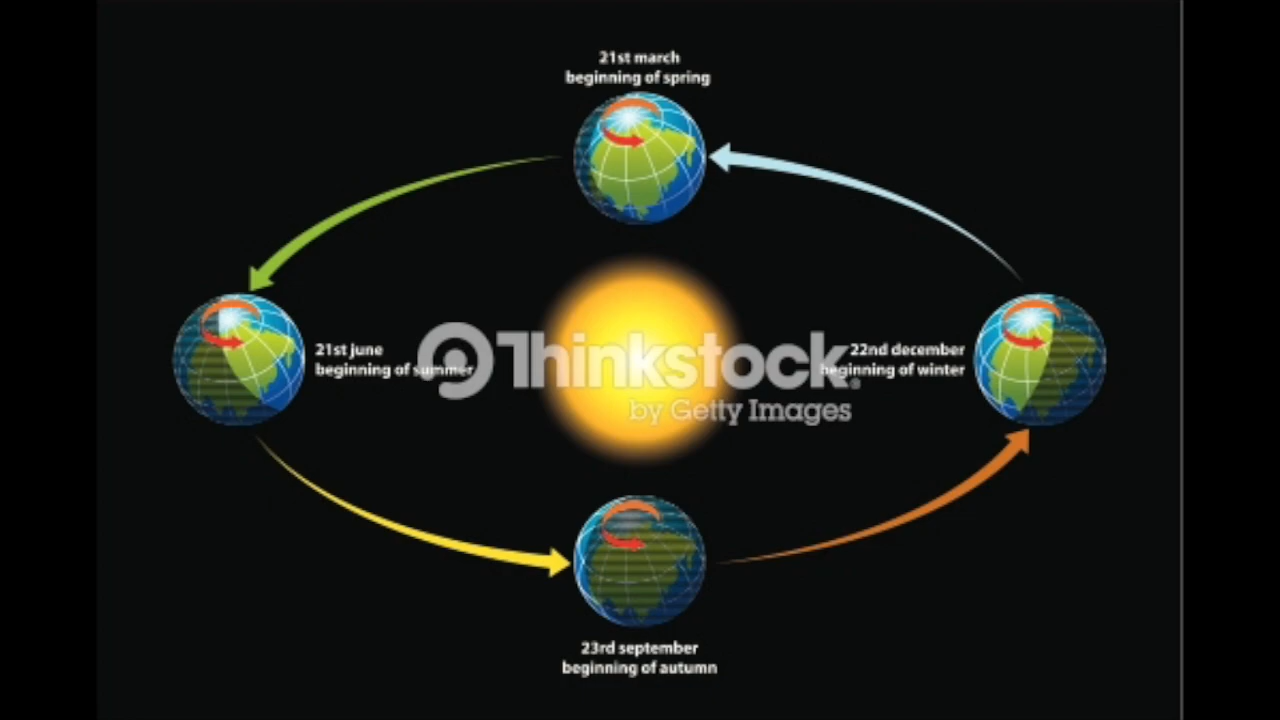 21st march
beginning of spring
21st june
beginning of summer
Thinkstock.
by Getty Images
22nd december
beginning of winter
23rd september
beginning of autumn